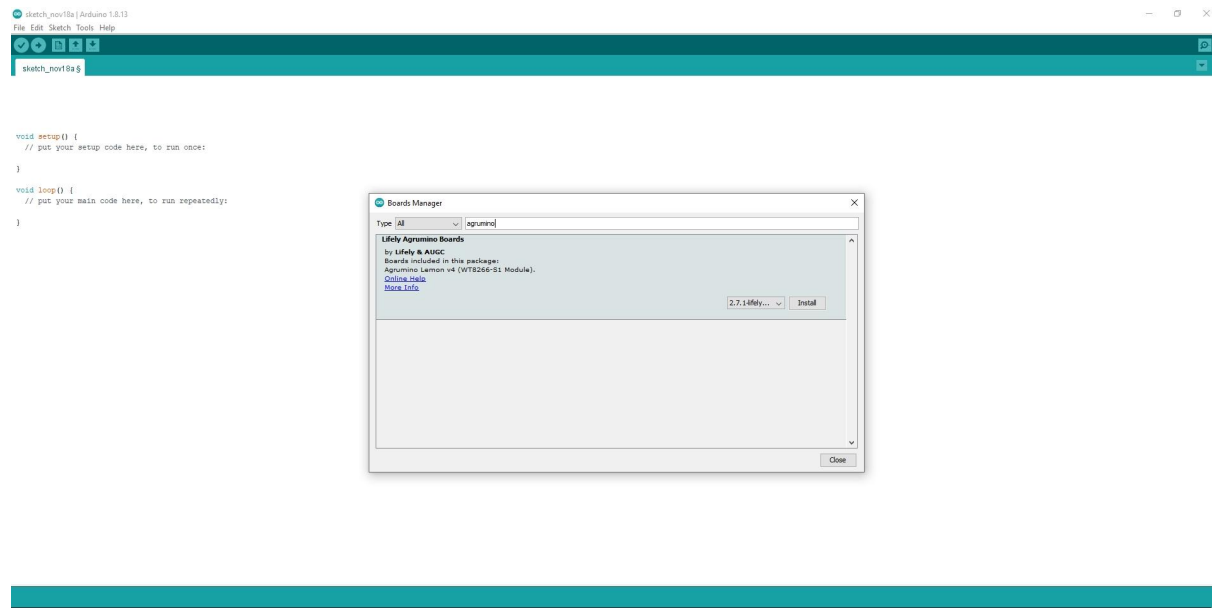 sketch_nov18a | Arduino 1.8.13
File Edit Sketch Tools Help
sketch_nov18a §
void setup() {
// put your setup code here, to run once:
}
void loop() {
// put your main code here, to run repeatedly:
}
Boards Manager
Type All agrumino
Lifely Agrumino Boards
by Lifely & AUGC
Boards included in this package:
Agrumino Lemon v4 (WT8266-S1 Module).
Online Help
More Info
2.7.1-lifely... Install
Close